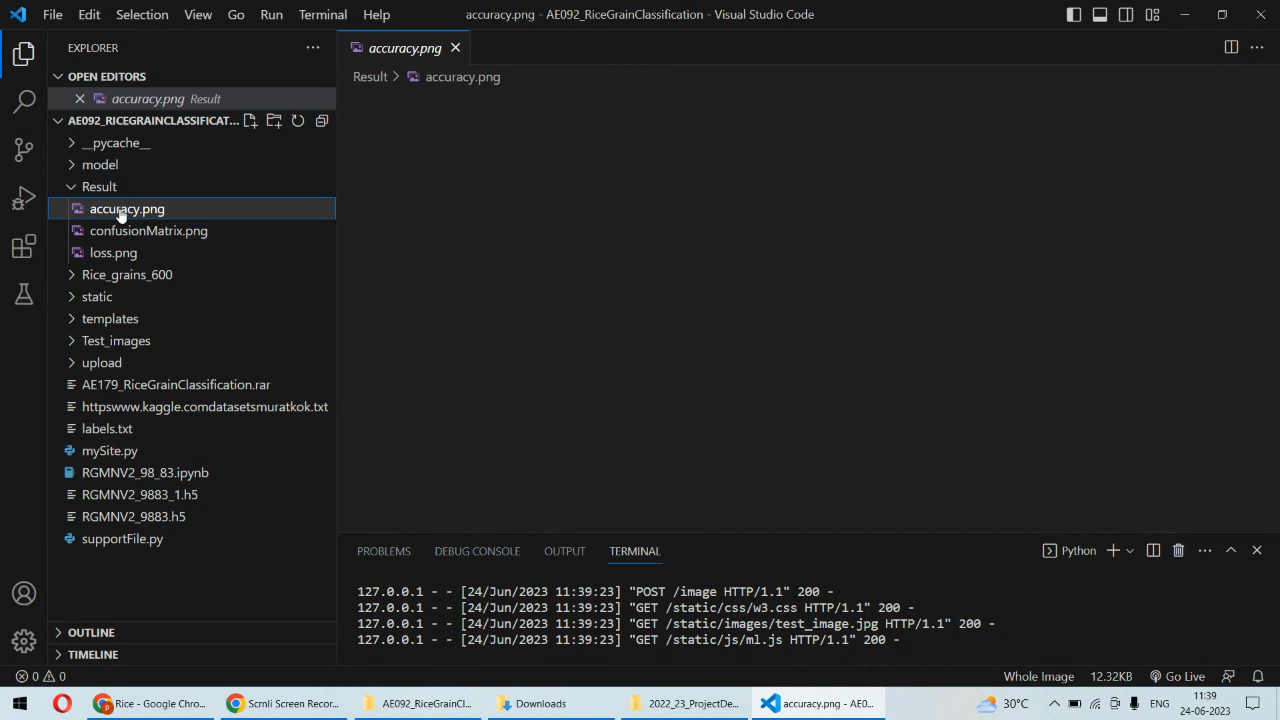 File Edit Selection View Go Run Terminal Help accuracy.png - AE092_RiceGrainClassification - Visual Studio Code
EXPLORER
accuracy.png
OPEN EDITORS
Result > accuracy.png
accuracy.png Result
AE092_RICEGRAINCLASSIFICAT...
__pycache__
model
Result
accuracy.png
confusionMatrix.png
loss.png
Rice_grains_600
static
templates
Test_images
upload
AE179_RiceGrainClassification.rar
httpswww.kaggle.comdatasetsmuratkok.txt
labels.txt
mySite.py
RGMNV2_98_83.ipynb
RGMNV2_9883_1.h5
RGMNV2_9883.h5
supportFile.py
OUTLINE
TIMELINE
PROBLEMS DEBUG CONSOLE OUTPUT TERMINAL Python
127.0.0.1 - - [24/Jun/2023 11:39:23] "POST /image HTTP/1.1" 200 -
127.0.0.1 - - [24/Jun/2023 11:39:23] "GET /static/css/w3.css HTTP/1.1" 200 -
127.0.0.1 - - [24/Jun/2023 11:39:23] "GET /static/images/test_image.jpg HTTP/1.1" 200 -
127.0.0.1 - - [24/Jun/2023 11:39:23] "GET /static/js/ml.js HTTP/1.1" 200 -
0 0 Whole Image 12.32KB Go Live
Rice - Google Chro... Scrnli Screen Recor... AE092_RiceGrainCl... Downloads 2022_23_ProjectDe... accuracy.png - AE0... 30°C ENG 11:39
24-06-2023